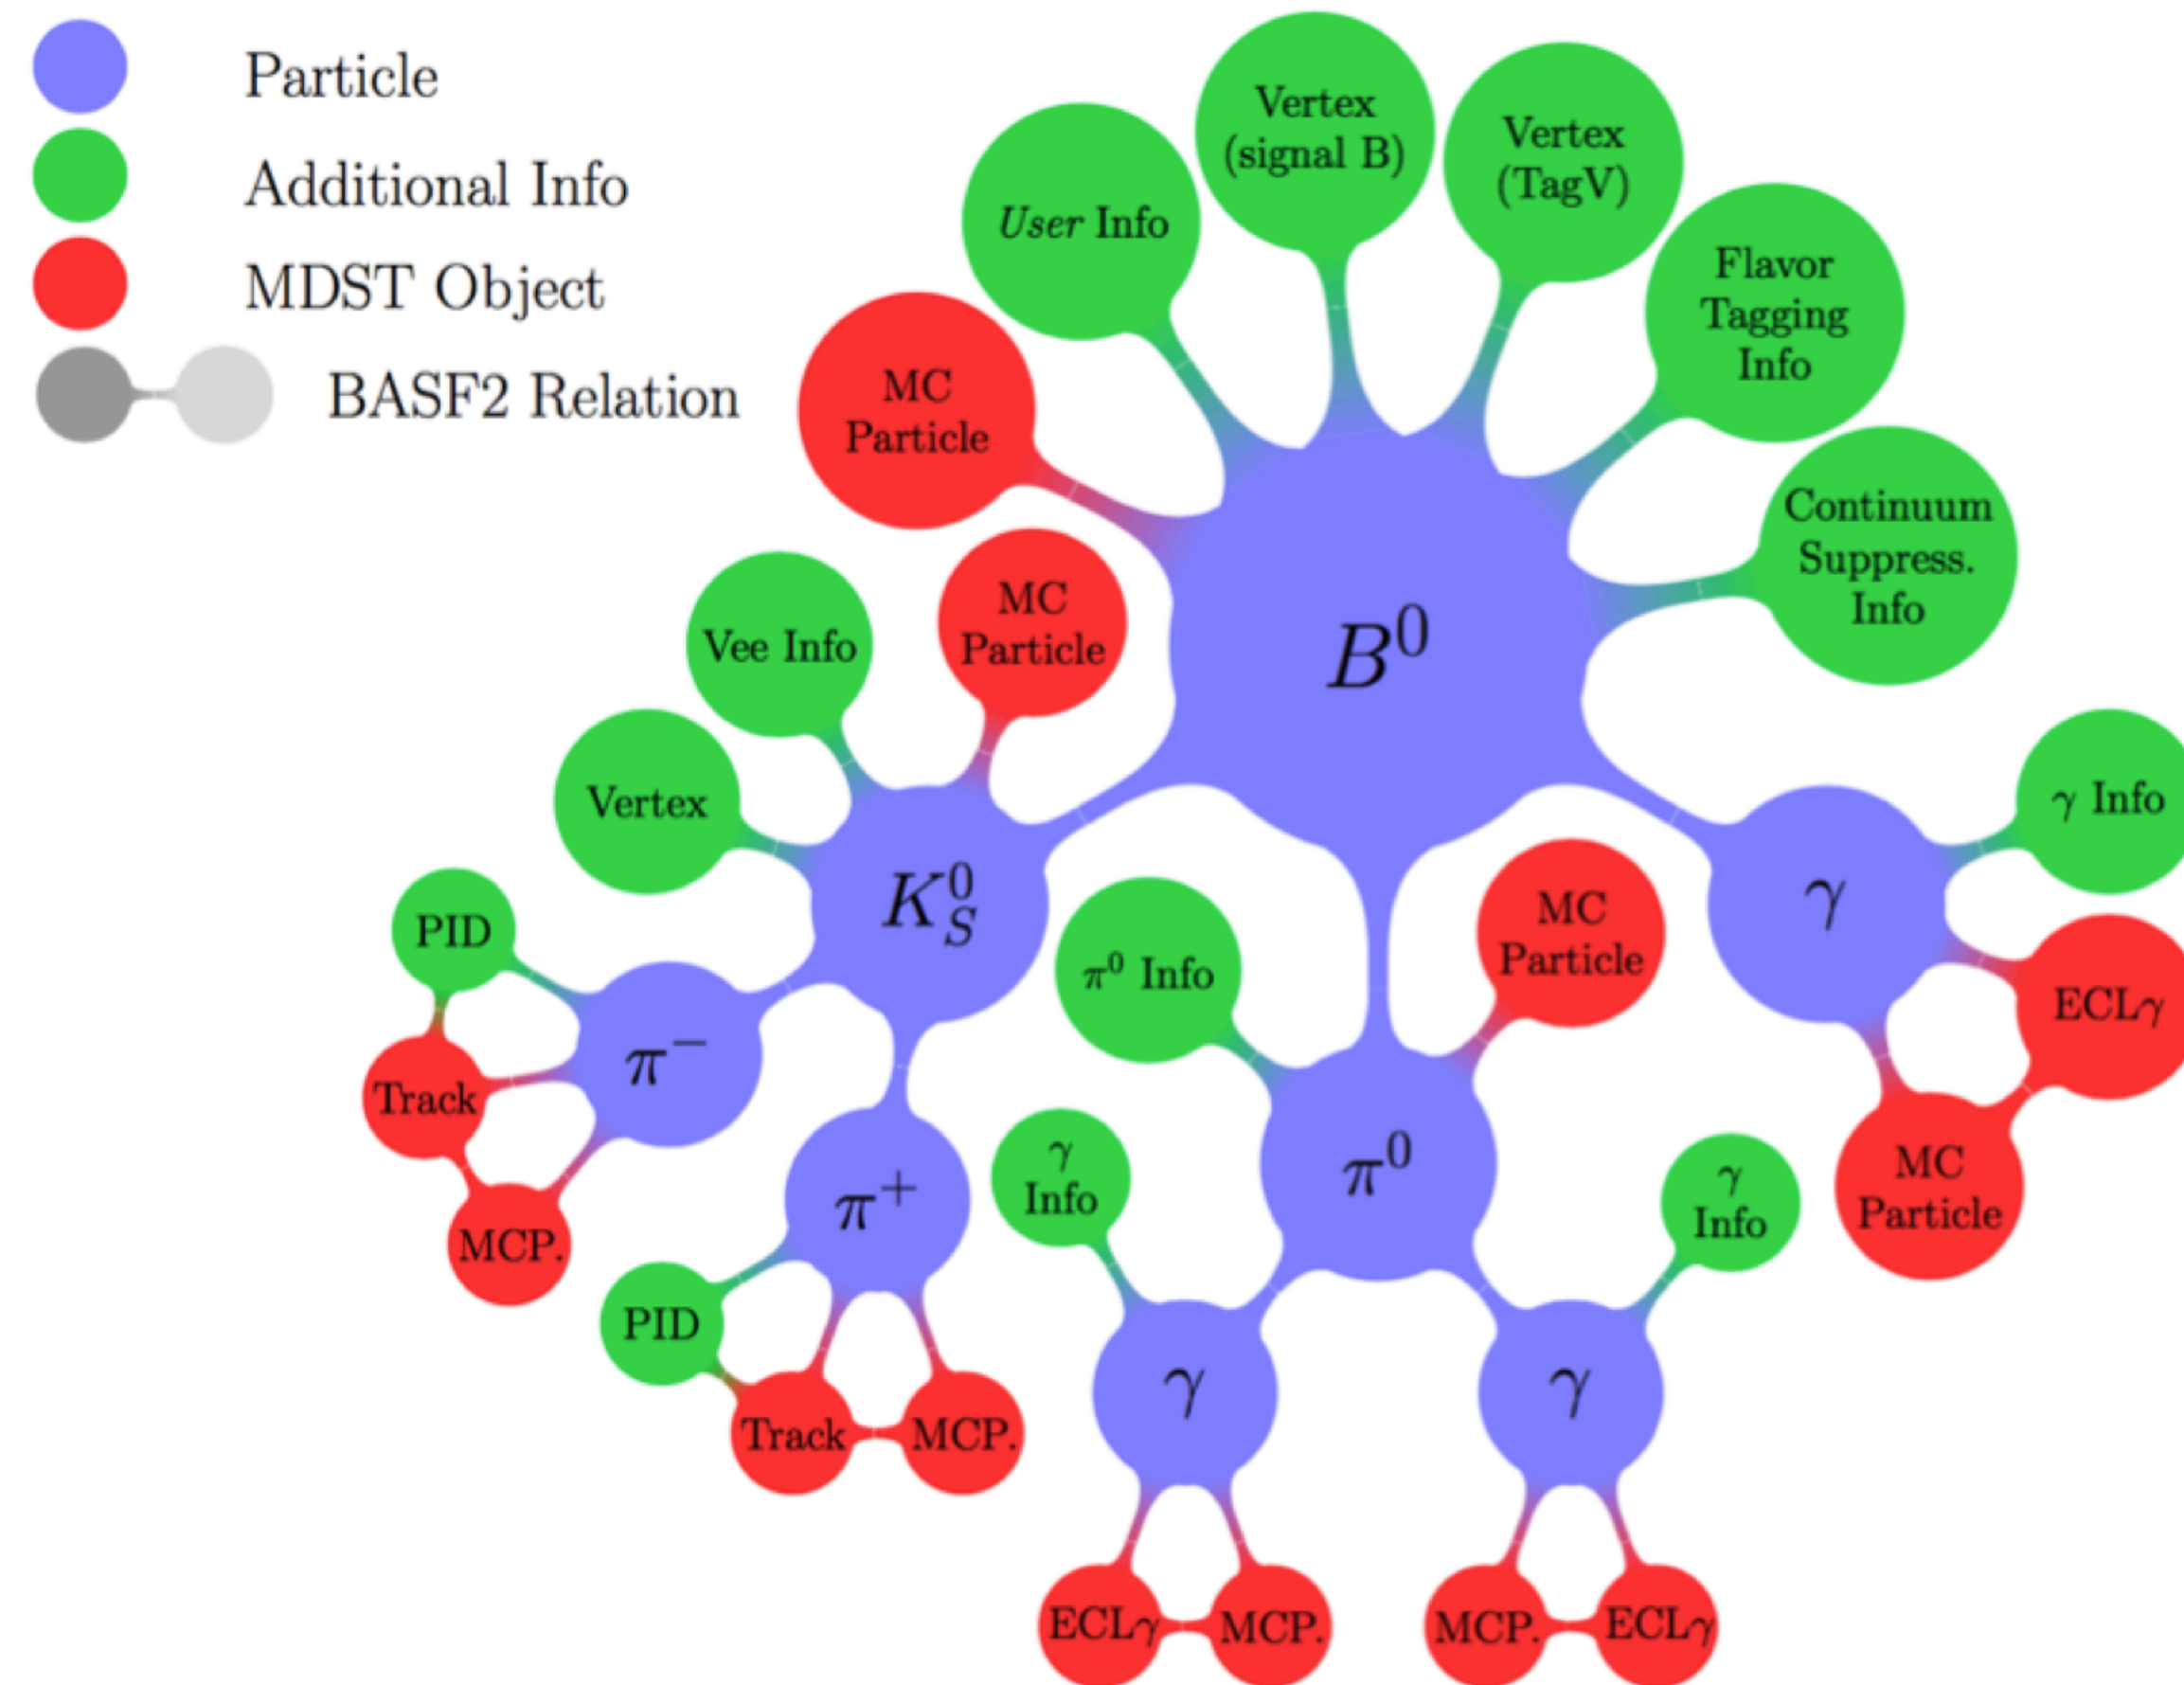 Particle
Additional Info
MDST Object
BASF2 Relation
Vertex
(signal B)
Vertex
(TagV)
User Info
Flavor
Tagging
Info
MC
Particle
Continuum
Suppress.
Info
B⁰
MC
Particle
Vee Info
Vertex
K_S⁰
γ
γ Info
ECLγ
MC
Particle
MC
Particle
π⁰ Info
π⁰
PID
π⁻
Track
MCP.
π⁺
PID
Track
MCP.
γ
Info
γ
ECLγ
MCP.
γ
Info
γ
MCP.
ECLγ